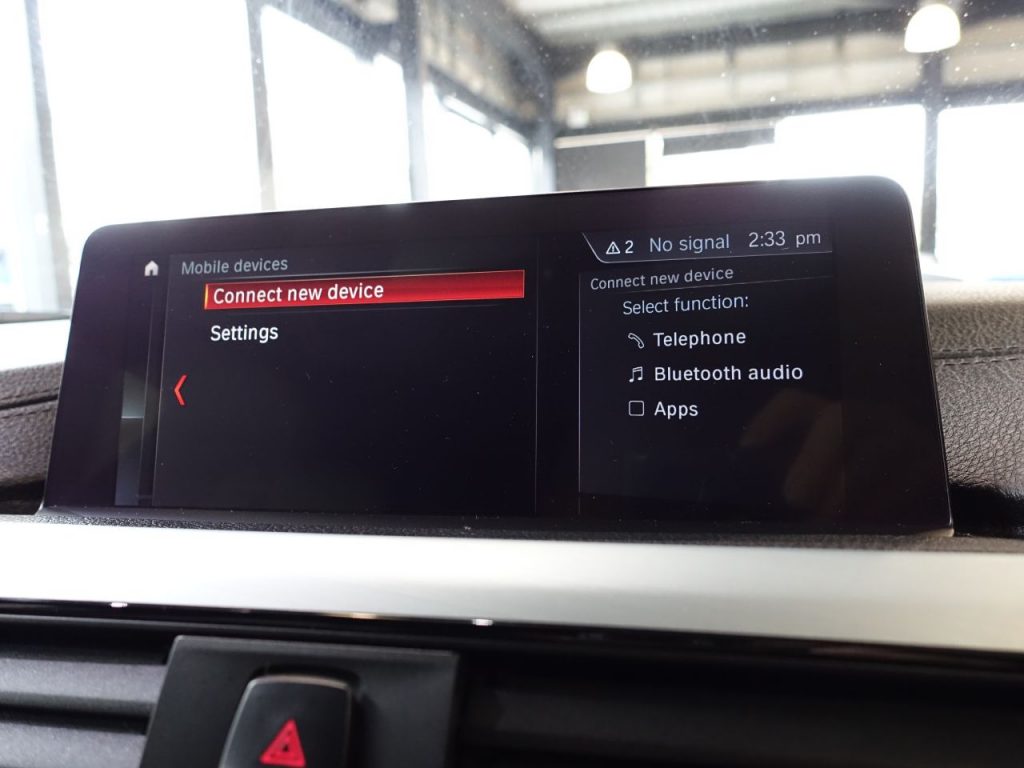 2 No signal 2:33 pm
Mobile devices
Connect new device
Settings
Connect new device
Select function:
Telephone
Bluetooth audio
Apps